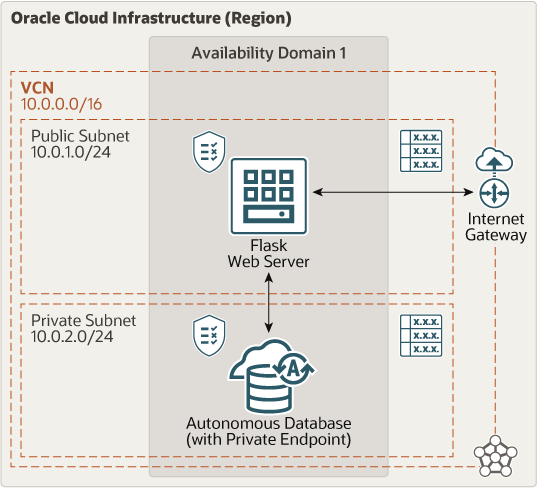 Oracle Cloud Infrastructure (Region)
Availability Domain 1
VCN
10.0.0.0/16
Public Subnet
10.0.1.0/24
x.x.x.
x.x.x.
x.x.x.
Flask
Web Server
Internet
Gateway
Private Subnet
10.0.2.0/24
x.x.x.
x.x.x.
x.x.x.
A
Autonomous Database
(with Private Endpoint)